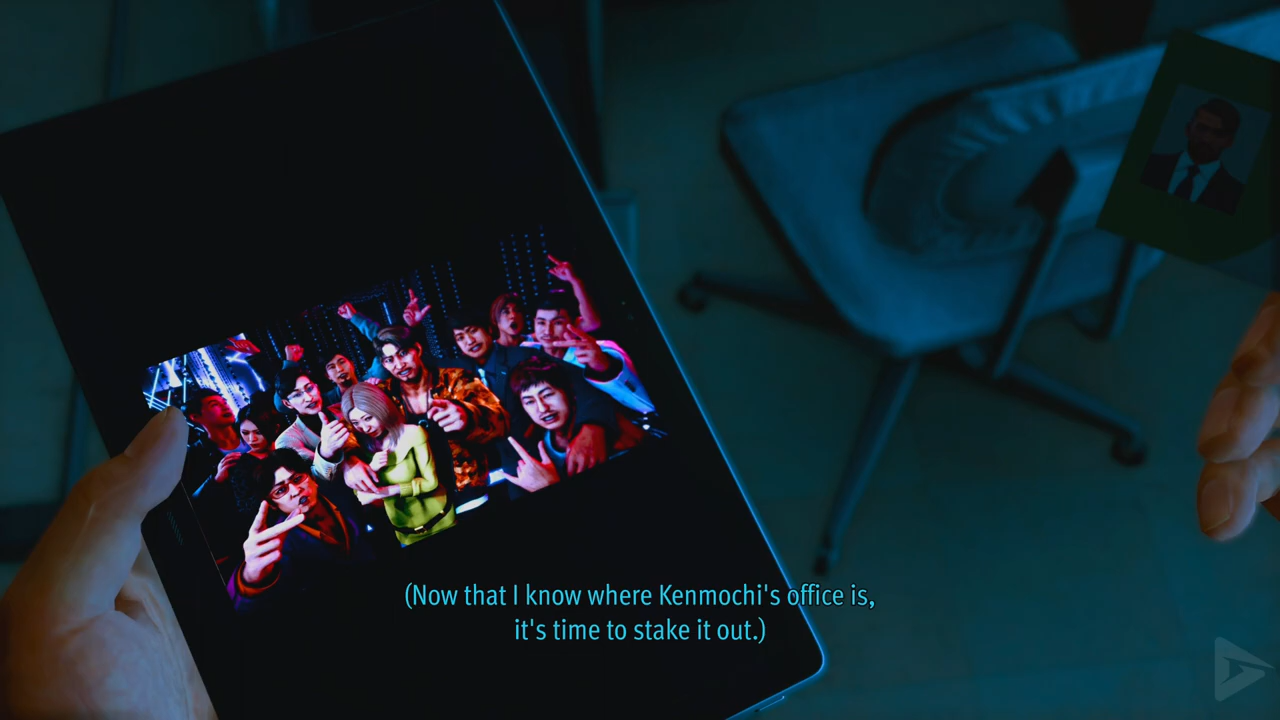 (Now that I know where Kenmochi's office is,
it's time to stake it out.)